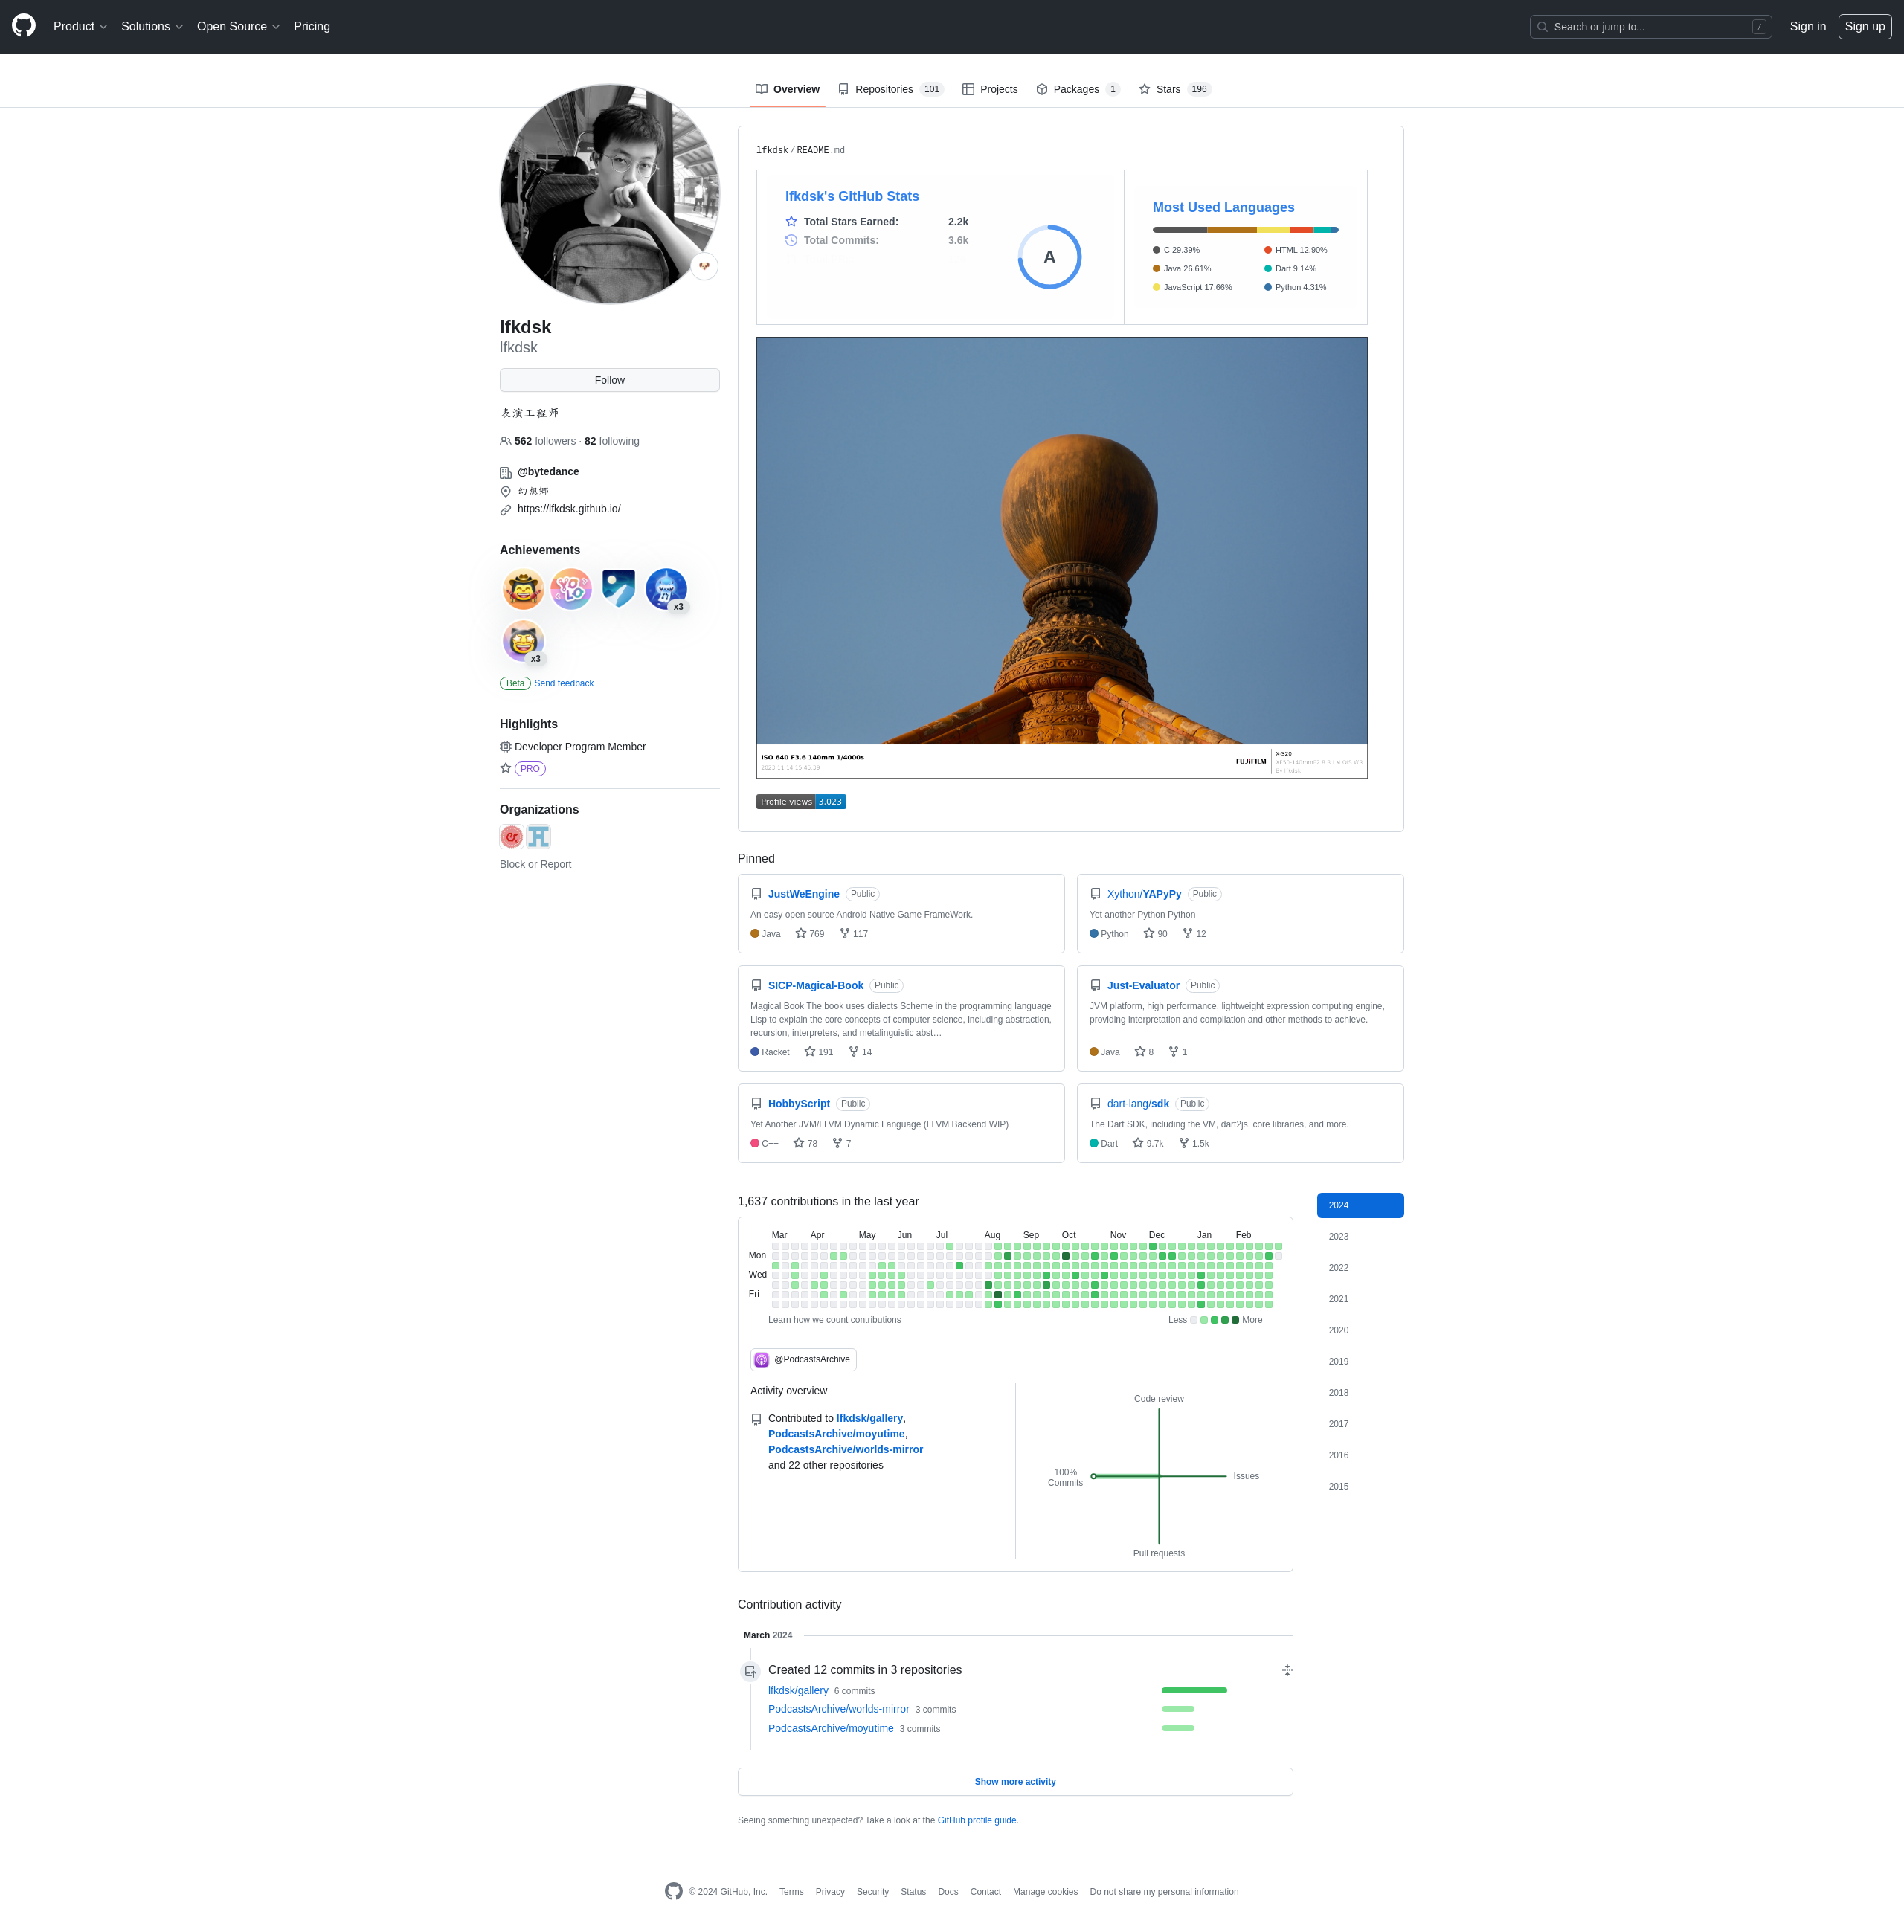 Product Solutions Open Source Pricing
Search or jump to... /
Sign in Sign up
Overview Repositories 101 Projects Packages 1 Stars 196
lfkdsk
lfkdsk
Follow
表演工程师
562 followers · 82 following
@bytedance
幻想鄉
https://lfkdsk.github.io/
Achievements
YOLO
x3
x3
Beta Send feedback
Highlights
Developer Program Member
PRO
Organizations
Block or Report
lfkdsk/README.md
lfkdsk's GitHub Stats
Total Stars Earned: 2.2k
Total Commits: 3.6k
A
Most Used Languages
C 29.39% HTML 12.90%
Java 26.61% Dart 9.14%
JavaScript 17.66% Python 4.31%
ISO 640 F3.6 140mm 1/4000s
2023:11:14 15:45:39
FUJIFILM
X-S20
Profile views 3,023
Pinned
JustWeEngine Public
An easy open source Android Native Game FrameWork.
Java 769 117
Xython/YAPyPy Public
Yet another Python Python
Python 90 12
SICP-Magical-Book Public
Magical Book The book uses dialects Scheme in the programming language
Lisp to explain the core concepts of computer science, including abstraction,
recursion, interpreters, and metalinguistic abst…
Racket 191 14
Just-Evaluator Public
JVM platform, high performance, lightweight expression computing engine,
providing interpretation and compilation and other methods to achieve.
Java 8 1
HobbyScript Public
Yet Another JVM/LLVM Dynamic Language (LLVM Backend WIP)
C++ 78 7
dart-lang/sdk Public
The Dart SDK, including the VM, dart2js, core libraries, and more.
Dart 9.7k 1.5k
1,637 contributions in the last year
Mar Apr May Jun Jul Aug Sep Oct Nov Dec Jan Feb
Mon
Wed
Fri
Learn how we count contributions
Less More
@PodcastsArchive
Activity overview
Contributed to lfkdsk/gallery,
PodcastsArchive/moyutime,
PodcastsArchive/worlds-mirror
and 22 other repositories
Code review
100%
Commits
Issues
Pull requests
2024
2023
2022
2021
2020
2019
2018
2017
2016
2015
Contribution activity
March 2024
Created 12 commits in 3 repositories
lfkdsk/gallery 6 commits
PodcastsArchive/worlds-mirror 3 commits
PodcastsArchive/moyutime 3 commits
Show more activity
Seeing something unexpected? Take a look at the GitHub profile guide.
© 2024 GitHub, Inc. Terms Privacy Security Status Docs Contact Manage cookies Do not share my personal information